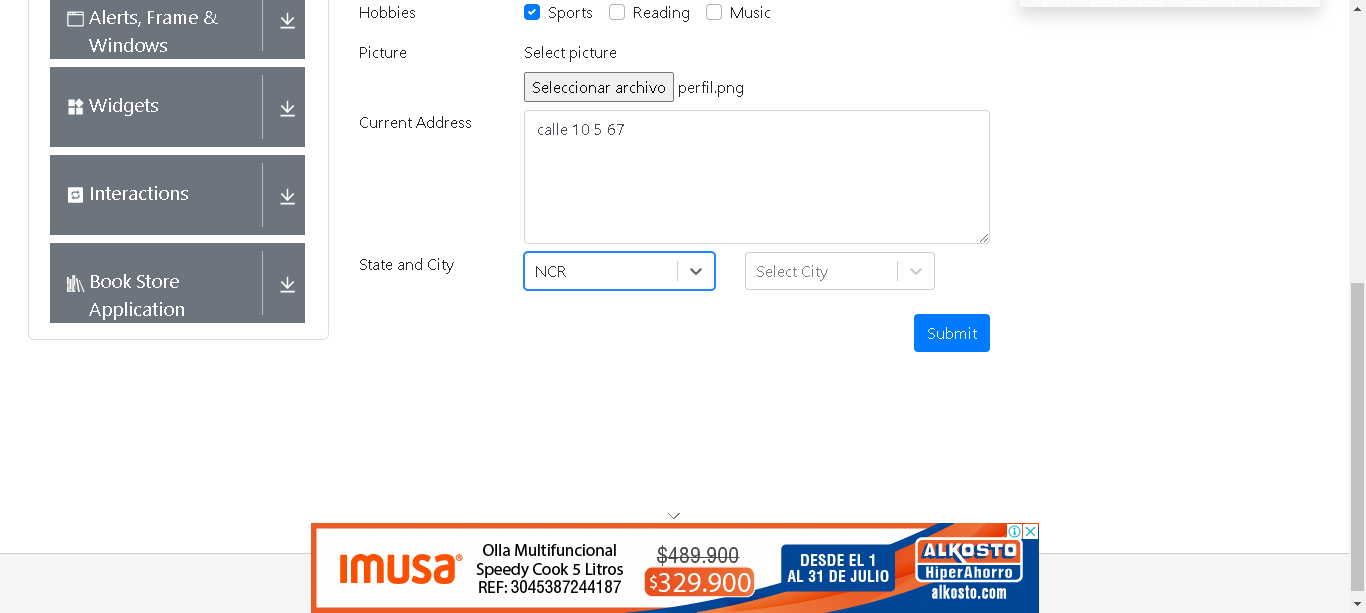 Alerts, Frame &
Windows
Widgets
Interactions
Book Store
Application
Hobbies
Sports Reading Music
Picture
Select picture
Seleccionar archivo perfil.png
Current Address
calle 10 5 67
State and City
NCR
Select City
Submit
IMUSA®
Olla Multifuncional
Speedy Cook 5 Litros
REF: 3045387244187
$489.900
$329.900
DESDE EL 1
AL 31 DE JULIO
ALKOSTO
HiperAhorro
alkosto.com